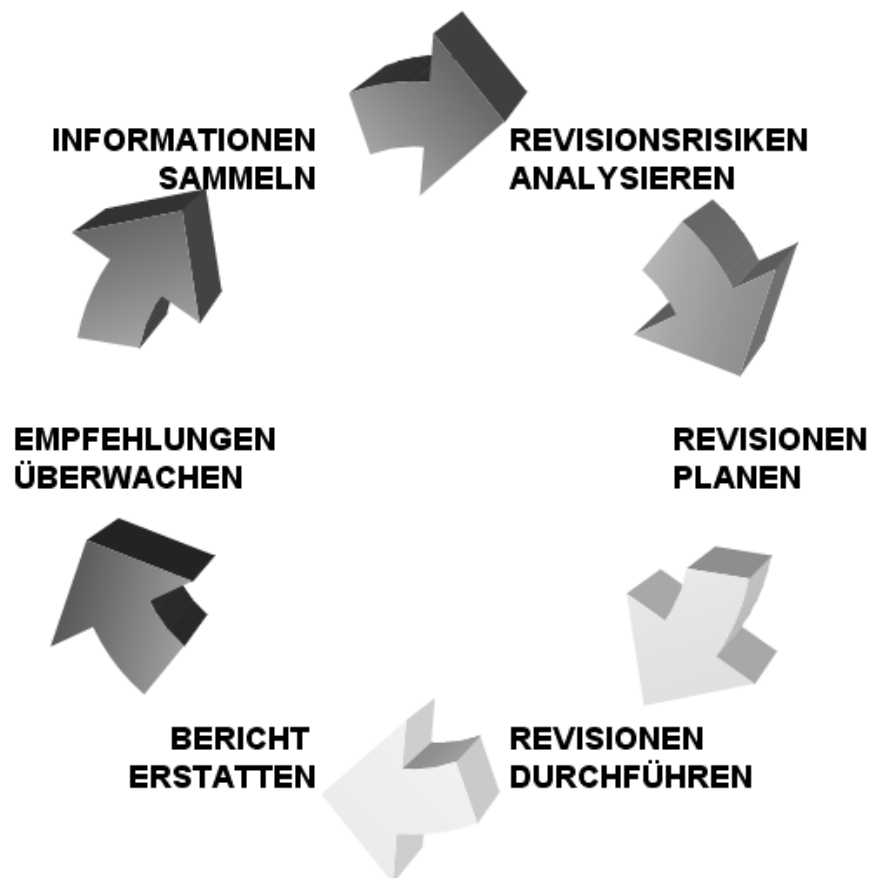 INFORMATIONEN
SAMMELN
REVISIONSRISIKEN
ANALYSIEREN
REVISIONEN
PLANEN
REVISIONEN
DURCHFÜHREN
BERICHT
ERSTATTEN
EMPFEHLUNGEN
ÜBERWACHEN